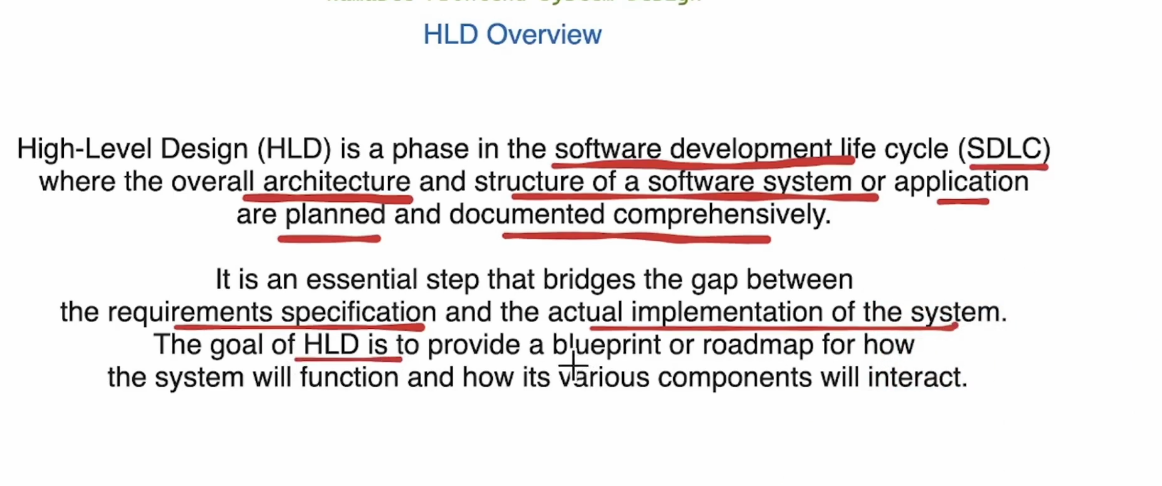 HLD Overview
High-Level Design (HLD) is a phase in the software development life cycle (SDLC)
where the overall architecture and structure of a software system or application
are planned and documented comprehensively.
It is an essential step that bridges the gap between
the requirements specification and the actual implementation of the system.
The goal of HLD is to provide a blueprint or roadmap for how
the system will function and how its various components will interact.